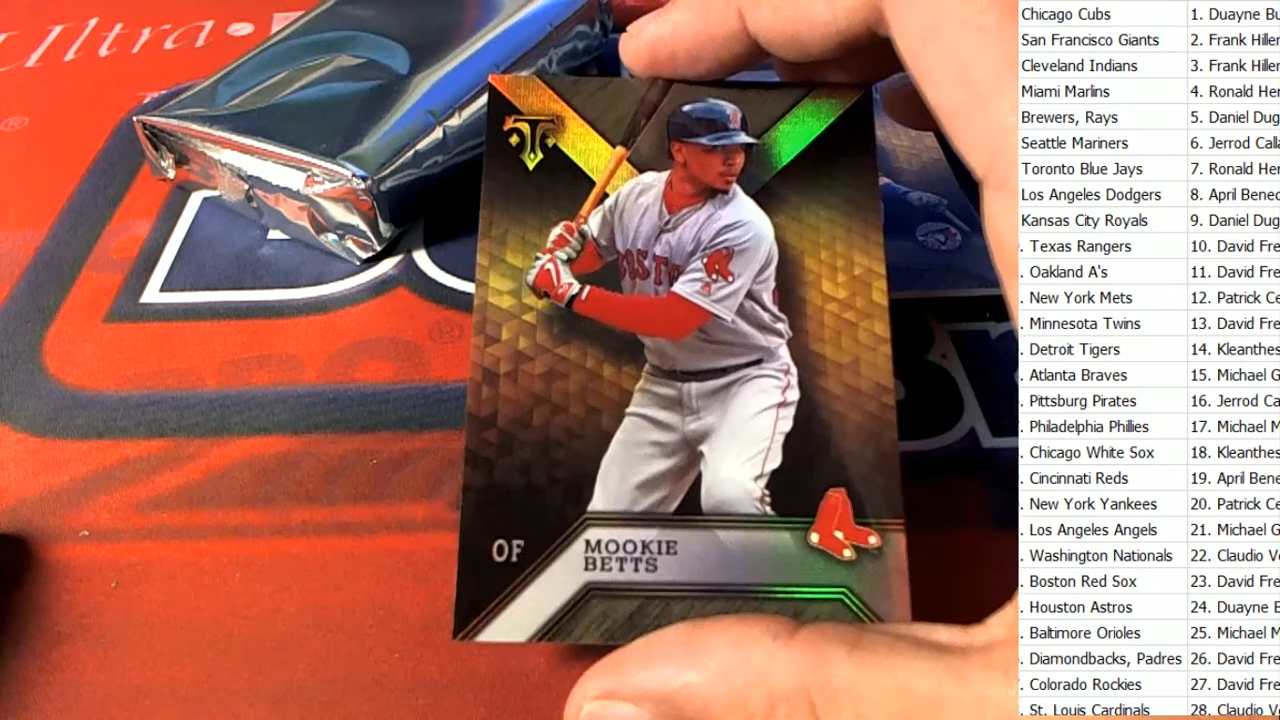 Ultra
®
OF
MOOKIE
BETTS
Chicago Cubs 1. Duayne Bu
San Francisco Giants 2. Frank Hiller
Cleveland Indians 3. Frank Hiller
Miami Marlins 4. Ronald Her
Brewers, Rays 5. Daniel Dug
Seattle Mariners 6. Jerrod Calla
Toronto Blue Jays 7. Ronald Her
Los Angeles Dodgers 8. April Bened
Kansas City Royals 9. Daniel Dug
. Texas Rangers 10. David Fre
. Oakland A's 11. David Fre
. New York Mets 12. Patrick Ce
. Minnesota Twins 13. David Fre
. Detroit Tigers 14. Kleanthes
. Atlanta Braves 15. Michael G
. Pittsburg Pirates 16. Jerrod Ca
. Philadelphia Phillies 17. Michael M
. Chicago White Sox 18. Kleanthes
. Cincinnati Reds 19. April Bene
. New York Yankees 20. Patrick Ce
. Los Angeles Angels 21. Michael G
. Washington Nationals 22. Claudio Ve
. Boston Red Sox 23. David Fre
. Houston Astros 24. Duayne B
. Baltimore Orioles 25. Michael M
. Diamondbacks, Padres 26. David Fre
. Colorado Rockies 27. David Fre
. St. Louis Cardinals 28. Claudio Ve